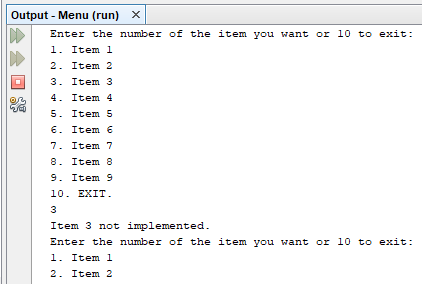 Output - Menu (run)
Enter the number of the item you want or 10 to exit:
1. Item 1
2. Item 2
3. Item 3
4. Item 4
5. Item 5
6. Item 6
7. Item 7
8. Item 8
9. Item 9
10. EXIT.
3
Item 3 not implemented.
Enter the number of the item you want or 10 to exit:
1. Item 1
2. Item 2